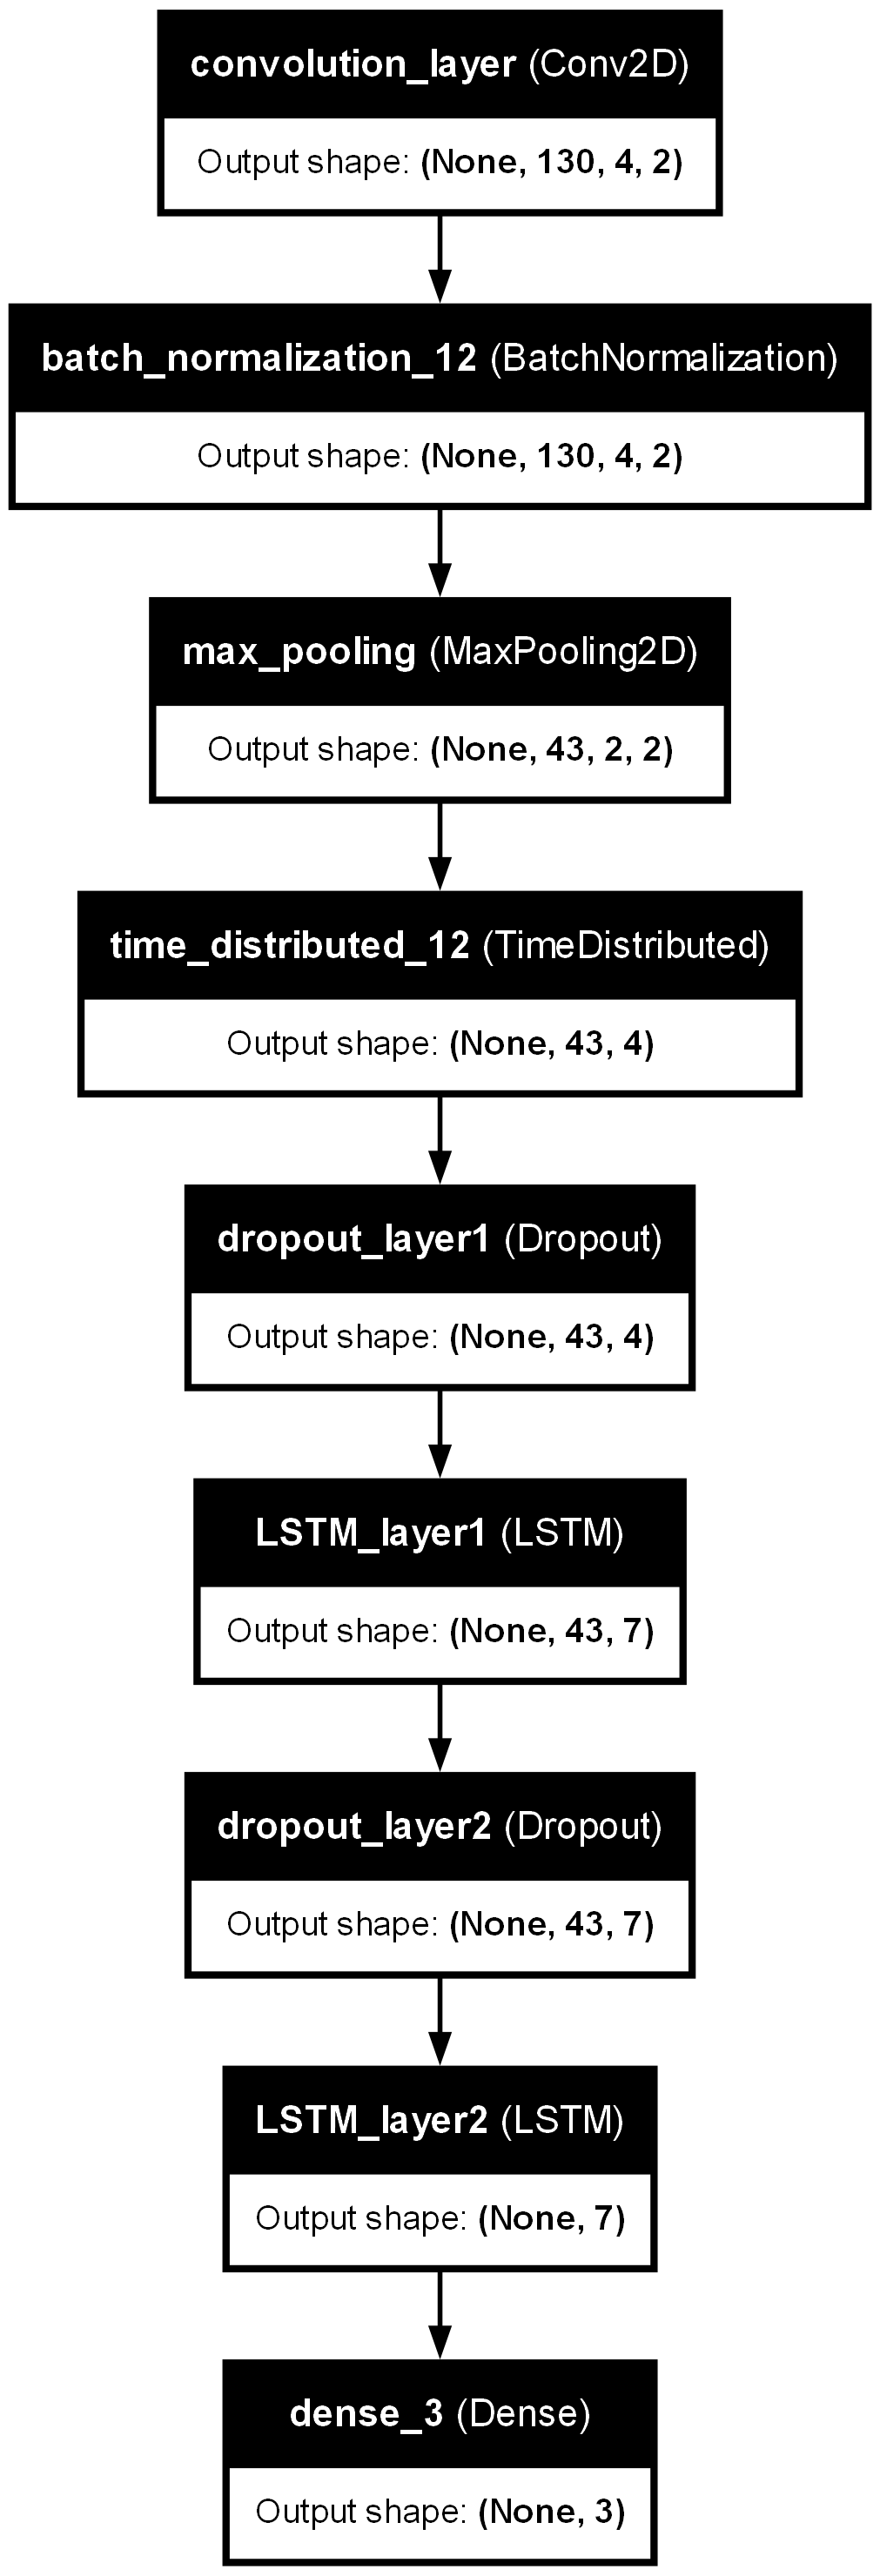 convolution_layer (Conv2D)
Output shape: (None, 130, 4, 2)
batch_normalization_12 (BatchNormalization)
Output shape: (None, 130, 4, 2)
max_pooling (MaxPooling2D)
Output shape: (None, 43, 2, 2)
time_distributed_12 (TimeDistributed)
Output shape: (None, 43, 4)
dropout_layer1 (Dropout)
Output shape: (None, 43, 4)
LSTM_layer1 (LSTM)
Output shape: (None, 43, 7)
dropout_layer2 (Dropout)
Output shape: (None, 43, 7)
LSTM_layer2 (LSTM)
Output shape: (None, 7)
dense_3 (Dense)
Output shape: (None, 3)